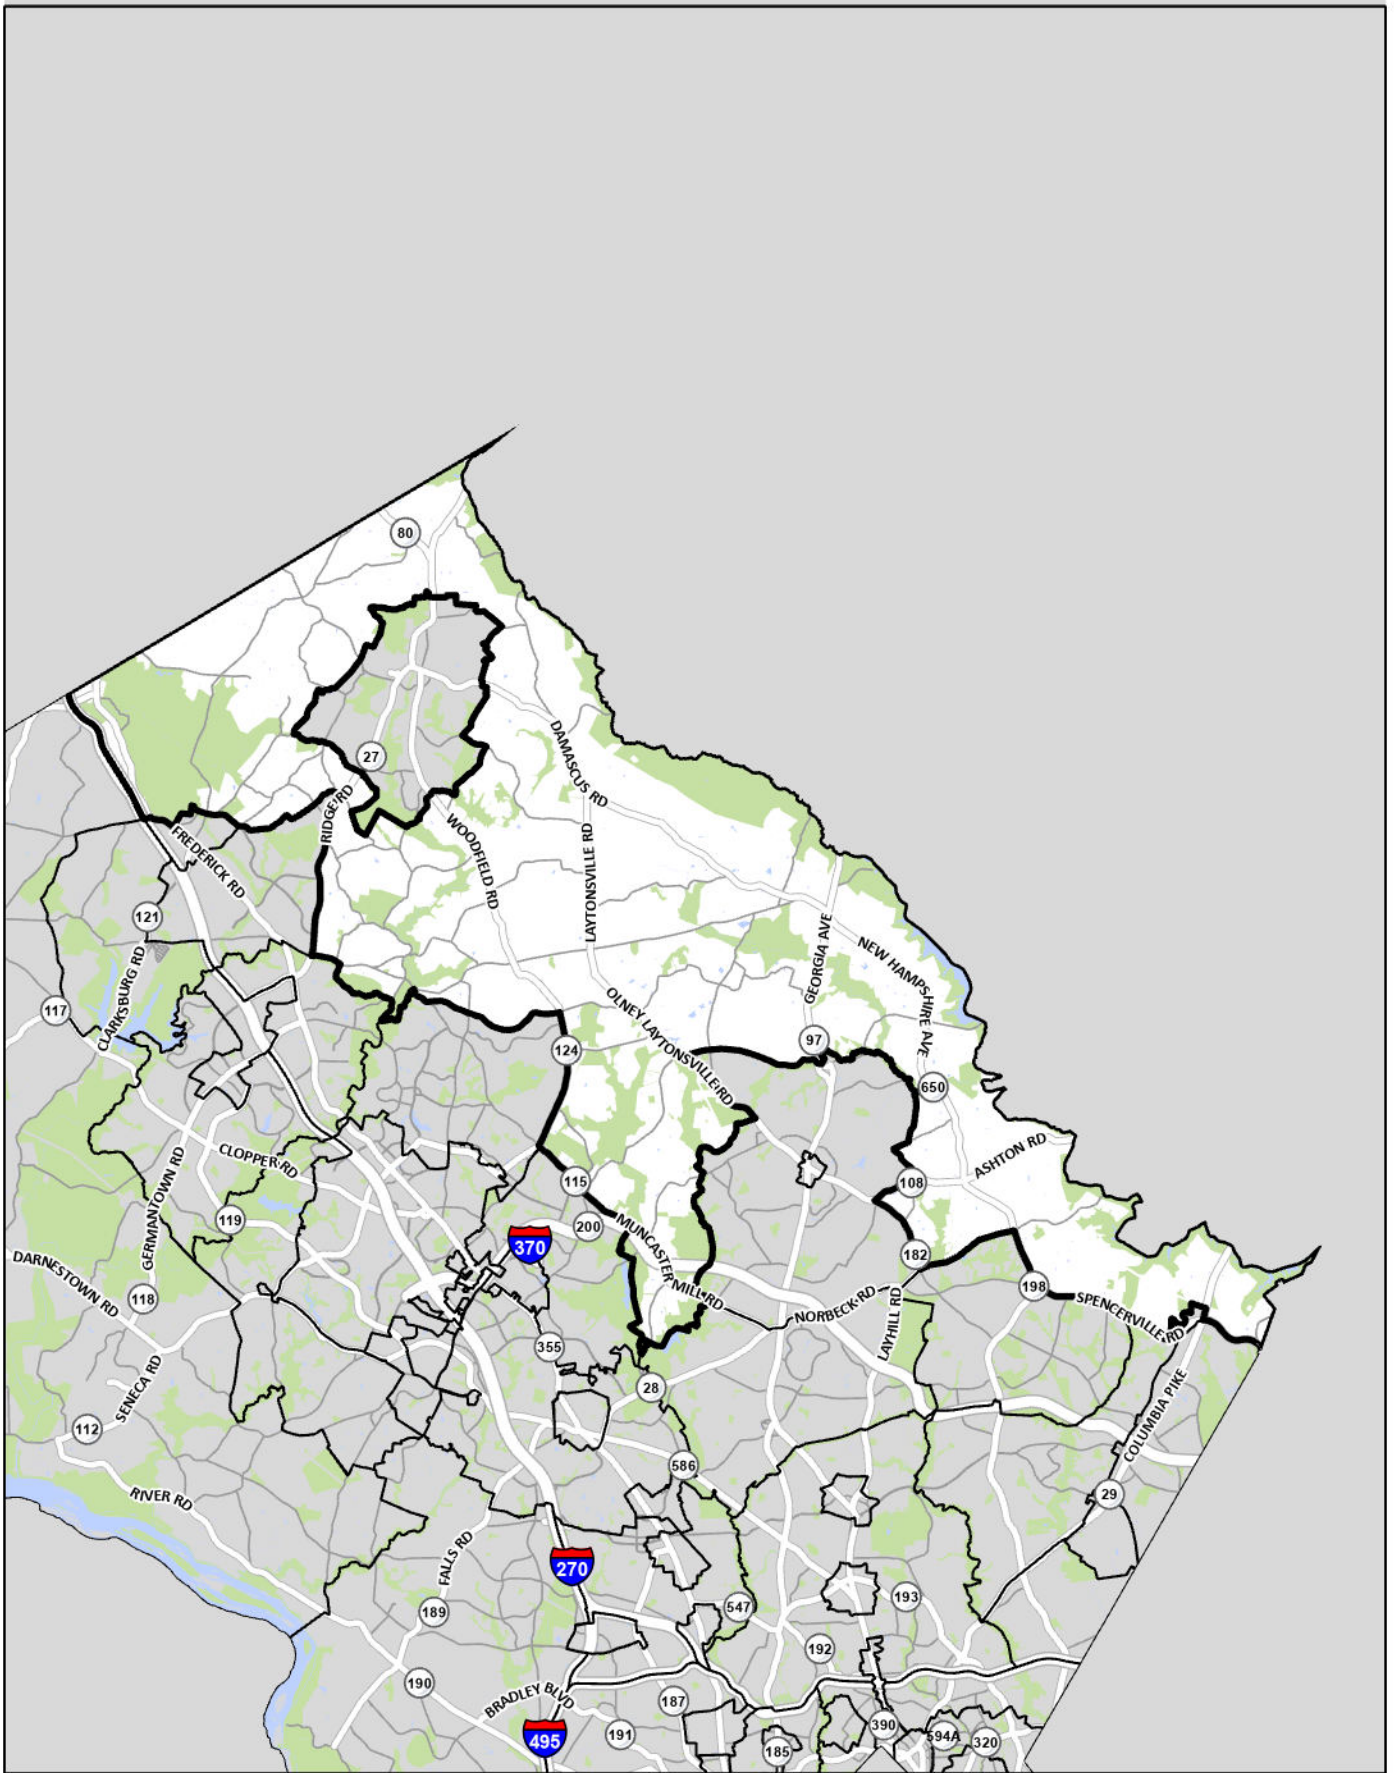 80
27
RIDGE RD
DAMASCUS RD
WOODFIELD RD
LAYTONSVILLE RD
FREDERICK RD
121
CLARKSBURG RD
117
GEORGIA AVE
NEW HAMPSHIRE AVE
OLNEY LAYTONSVILLE RD
124
97
650
ASHTON RD
108
115
200
370
MUNCASTER MILL RD
CLOPPER RD
GERMANTOWN RD
119
182
198
SPENCERVILLE RD
DARNESTOWN RD
118
NORBECK RD
LAYHILL RD
355
28
SENECA RD
112
COLUMBIA PIKE
586
29
RIVER RD
FALLS RD
270
547
193
189
192
190
BRADLEY BLVD
187
191
495
185
390
594A
320